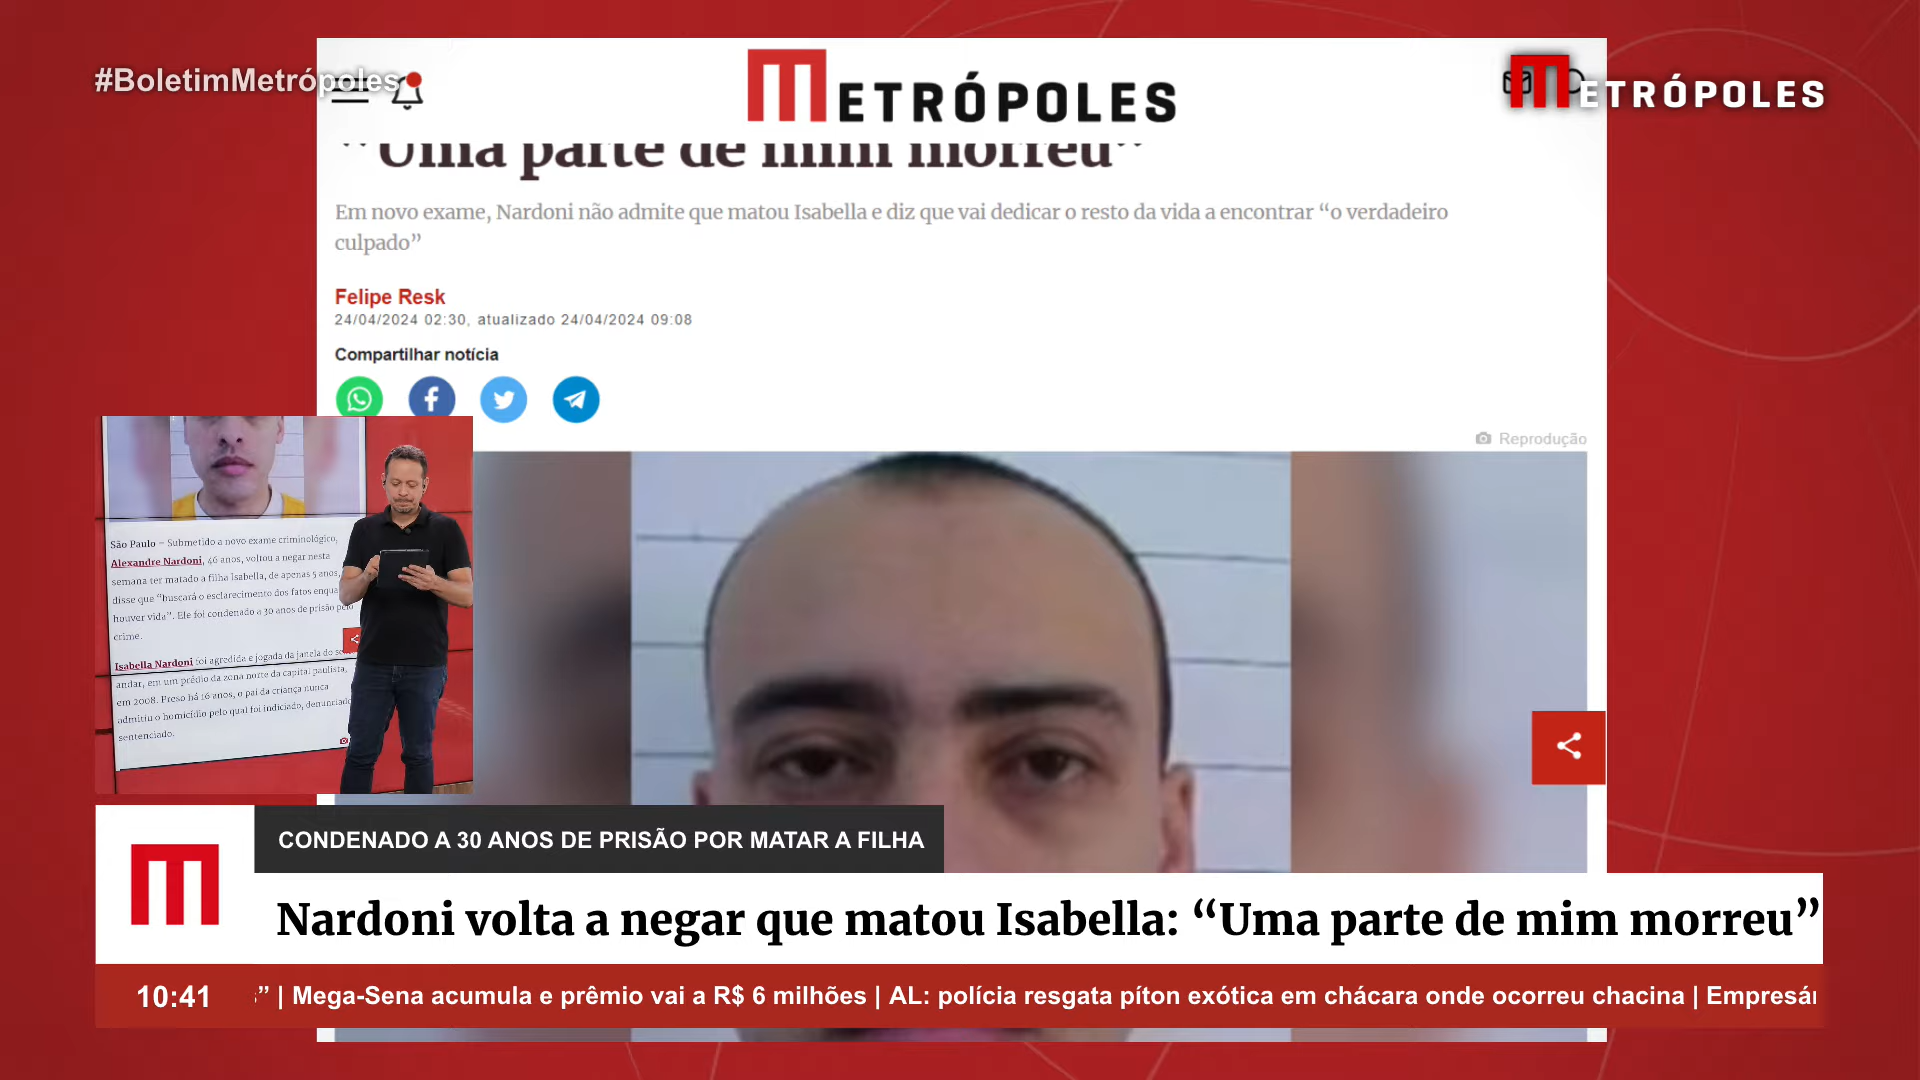 #BoletimMetrópoles
METRÓPOLES
METRÓPOLES
“Uma parte de mim morreu”
Em novo exame, Nardoni não admite que matou Isabella e diz que vai dedicar o resto da vida a encontrar “o verdadeiro
culpado”
Felipe Resk
24/04/2024 02:30, atualizado 24/04/2024 09:08
Compartilhar notícia
Reprodução
São Paulo – Submetido a novo exame criminológico,
Alexandre Nardoni, 46 anos, voltou a negar nesta
semana ter matado a filha Isabella, de apenas 5 anos,
disse que “buscará o esclarecimento dos fatos
houver vida”. Ele foi condenado a 30 anos de prisão pelo
crime.
Isabella Nardoni foi agredida e jogada da janela do
andar, em um prédio da zona norte da capital paulista,
em 2008. Preso há 16 anos, o pai da criança nunca
admitiu o homicídio pelo qual foi indiciado, denunciado
sentenciado.
CONDENADO A 30 ANOS DE PRISÃO POR MATAR A FILHA
Nardoni volta a negar que matou Isabella: “Uma parte de mim morreu”
10:41 ” | Mega-Sena acumula e prêmio vai a R$ 6 milhões | AL: polícia resgata píton exótica em chácara onde ocorreu chacina |